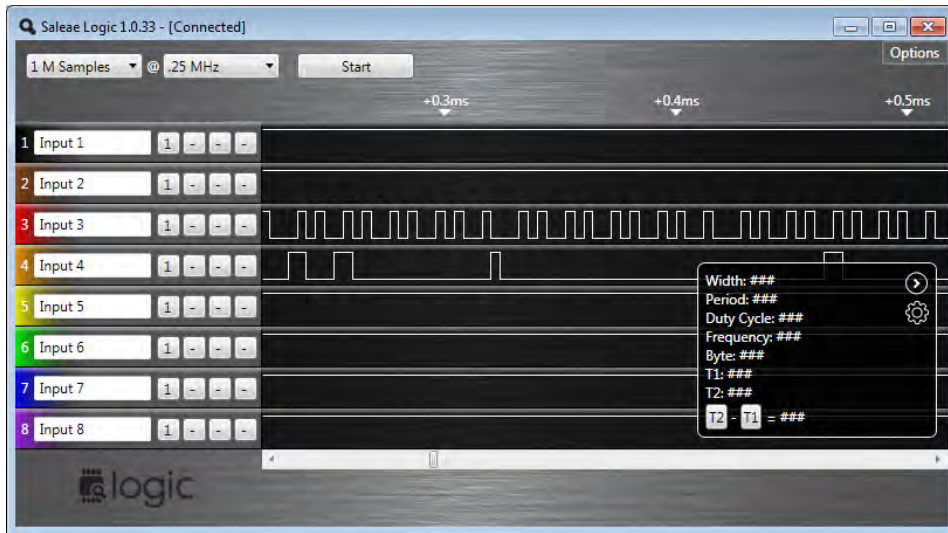 Saleae Logic 1.0.33 - [Connected]
Options
1 M Samples @ .25 MHz Start
+0.3ms +0.4ms +0.5ms
1 Input 1 1 - - -
2 Input 2 1 - - -
3 Input 3 1 - - -
4 Input 4 1 - - -
5 Input 5 1 - - -
6 Input 6 1 - - -
7 Input 7 1 - - -
8 Input 8 1 - - -
Width: ###
Period: ###
Duty Cycle: ###
Frequency: ###
Byte: ###
T1: ###
T2: ###
T2 - T1 = ###
logic